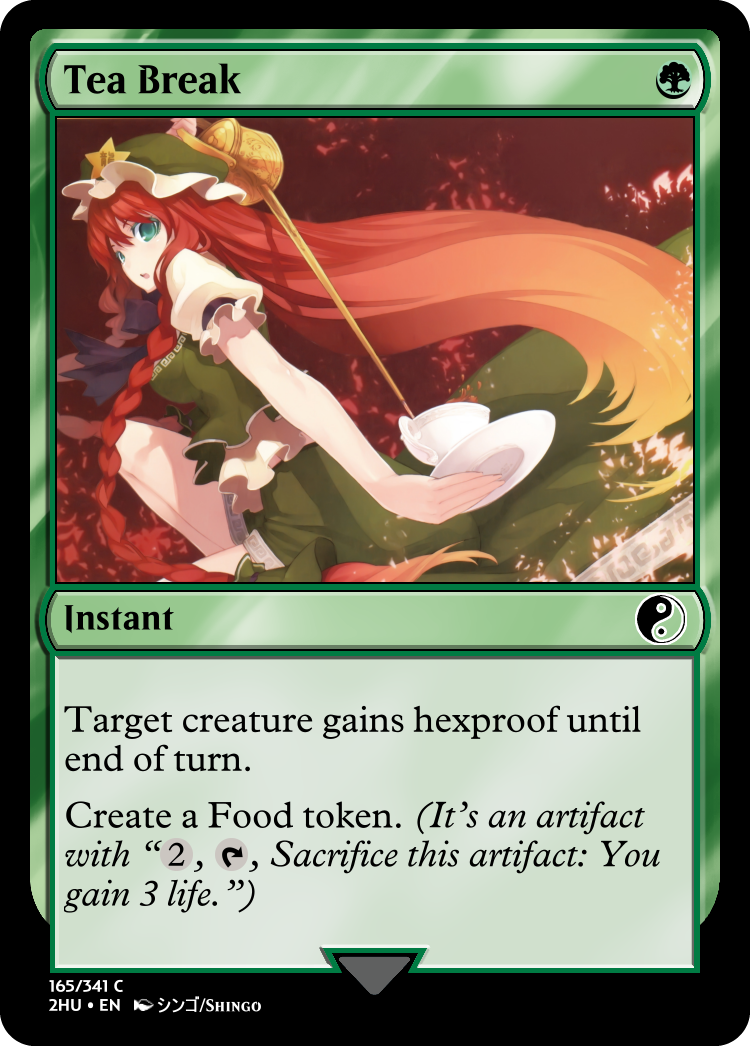 Tea Break
Instant
Target creature gains hexproof until
end of turn.
Create a Food token. (It's an artifact
with “2, , Sacrifice this artifact: You
gain 3 life.”)
165/341 C
2HU • EN シンゴ/Shingo